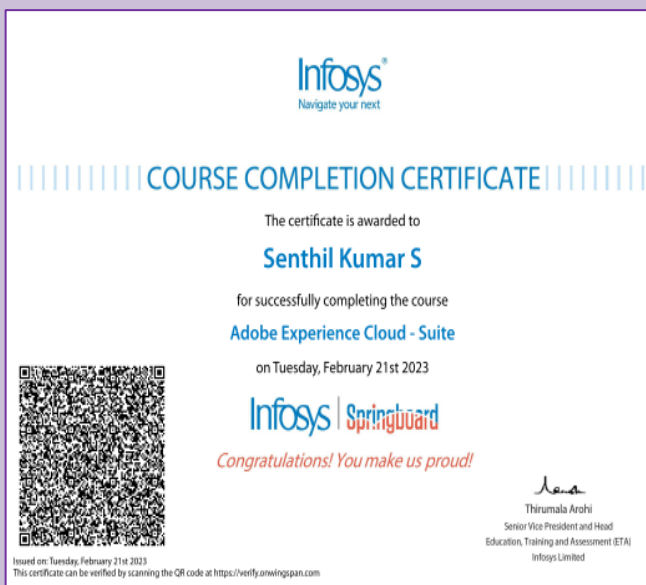 Infosys®
Navigate your next
COURSE COMPLETION CERTIFICATE
The certificate is awarded to
Senthil Kumar S
for successfully completing the course
Adobe Experience Cloud - Suite
on Tuesday, February 21st 2023
Infosys | Springboard
Congratulations! You make us proud!
Thirumala Arohi
Senior Vice President and Head
Education, Training and Assessment (ETA)
Infosys Limited
Issued on: Tuesday, February 21st 2023
This certificate can be verified by scanning the QR code at https://verify.onwingspan.com